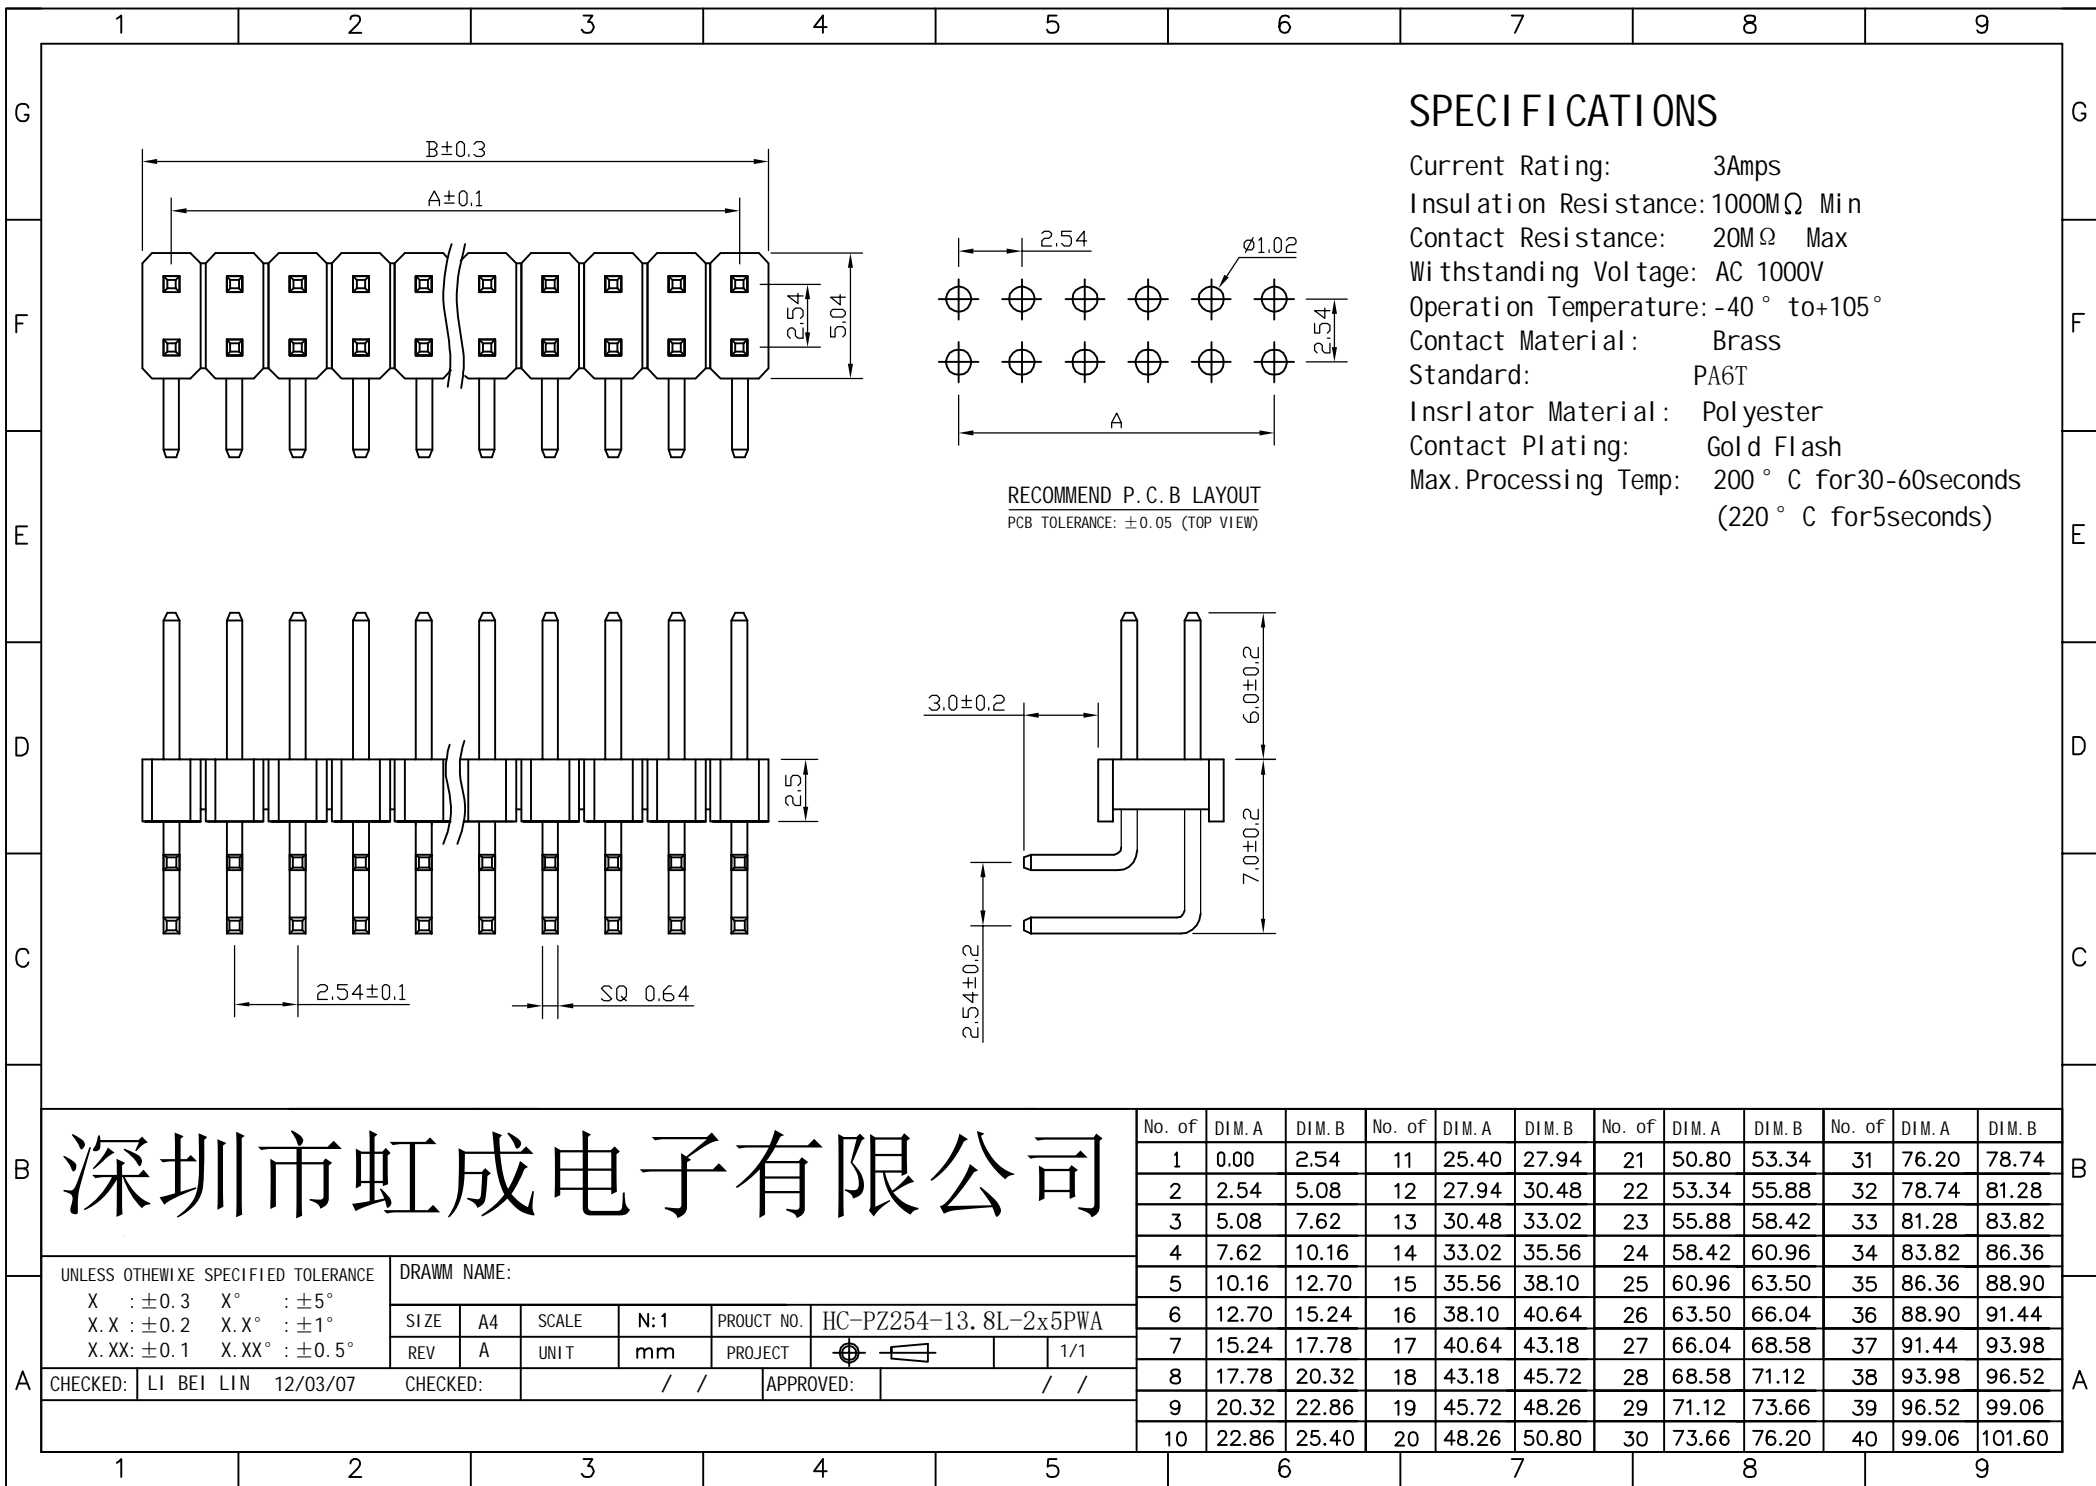 1 2 3 4 5 6 7 8 9
G G
F F
E E
D D
C C
B B
A A
B±0.3
A±0.1
2.54
5.04
2.54
ø1.02
2.54
A
RECOMMEND P.C.B LAYOUT
PCB TOLERANCE: ±0.05 (TOP VIEW)
SPECIFICATIONS
Current Rating: 3Amps
Insulation Resistance: 1000MΩ Min
Contact Resistance: 20MΩ Max
Withstanding Voltage: AC 1000V
Operation Temperature: -40° to+105°
Contact Material: Brass
Standard: PA6T
Insrlator Material: Polyester
Contact Plating: Gold Flash
Max.Processing Temp: 200° C for30-60seconds
(220° C for5seconds)
2.5
2.54±0.1
SQ 0.64
3.0±0.2
6.0±0.2
7.0±0.2
2.54±0.2
深圳市虹成电子有限公司
UNLESS OTHEWIXE SPECIFIED TOLERANCE
X :±0.3 X° :±5°
X.X :±0.2 X.X° :±1°
X.XX:±0.1 X.XX° :±0.5°
DRAWM NAME:
SIZE A4 SCALE N:1 PROUCT NO. HC-PZ254-13.8L-2x5PWA
REV A UNIT mm PROJECT 1/1
CHECKED: LI BEI LIN 12/03/07 CHECKED: / / APPROVED: / /
No. of DIM.A DIM.B No. of DIM.A DIM.B No. of DIM.A DIM.B No. of DIM.A DIM.B
1 0.00 2.54 11 25.40 27.94 21 50.80 53.34 31 76.20 78.74
2 2.54 5.08 12 27.94 30.48 22 53.34 55.88 32 78.74 81.28
3 5.08 7.62 13 30.48 33.02 23 55.88 58.42 33 81.28 83.82
4 7.62 10.16 14 33.02 35.56 24 58.42 60.96 34 83.82 86.36
5 10.16 12.70 15 35.56 38.10 25 60.96 63.50 35 86.36 88.90
6 12.70 15.24 16 38.10 40.64 26 63.50 66.04 36 88.90 91.44
7 15.24 17.78 17 40.64 43.18 27 66.04 68.58 37 91.44 93.98
8 17.78 20.32 18 43.18 45.72 28 68.58 71.12 38 93.98 96.52
9 20.32 22.86 19 45.72 48.26 29 71.12 73.66 39 96.52 99.06
10 22.86 25.40 20 48.26 50.80 30 73.66 76.20 40 99.06 101.60
1 2 3 4 5 6 7 8 9